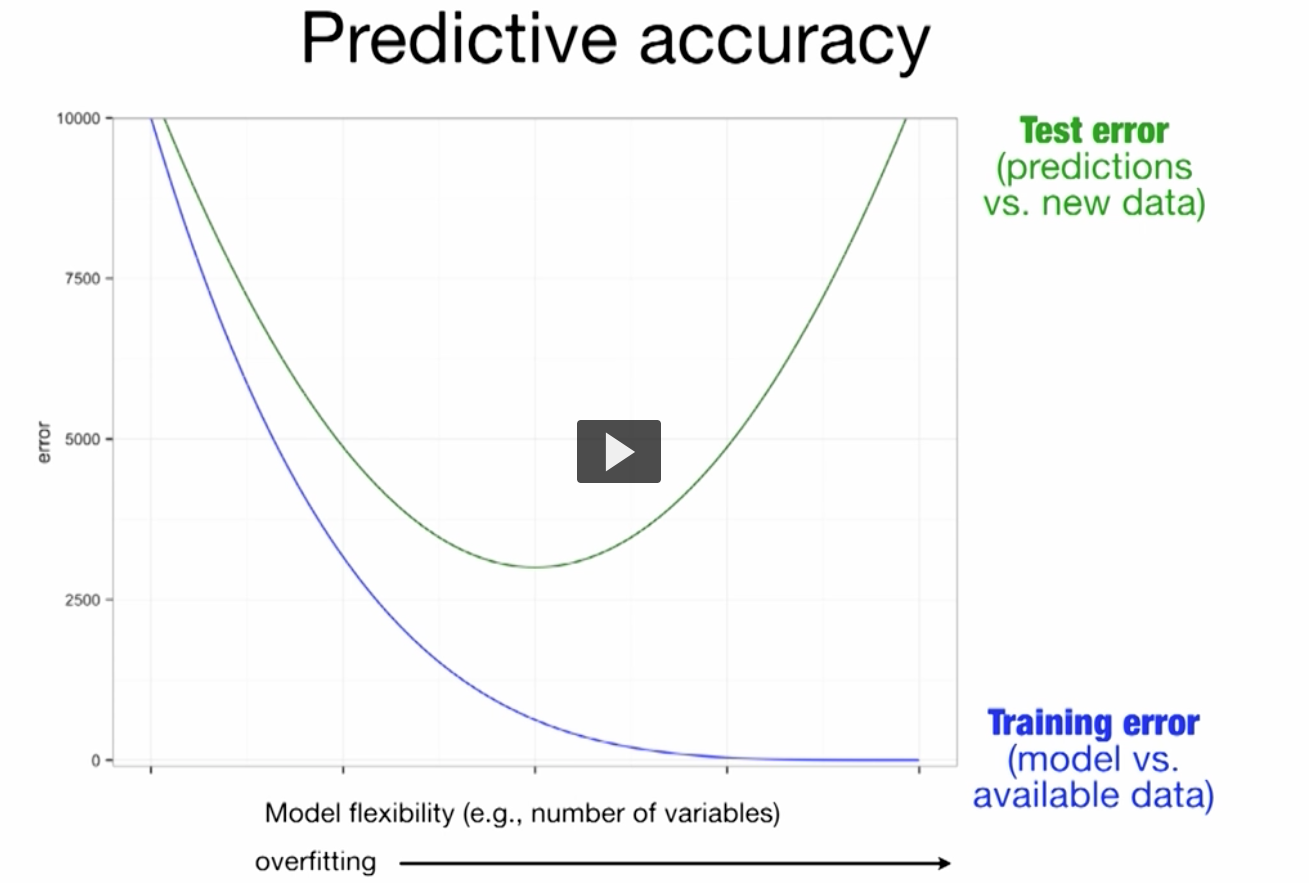 Predictive accuracy
10000
7500
5000
2500
0
error
Test error
(predictions
vs. new data)
Training error
(model vs.
available data)
Model flexibility (e.g., number of variables)
overfitting